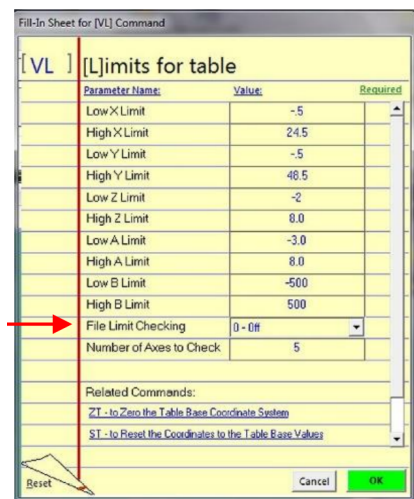 Fill-In Sheet for [VL] Command
[ VL ] [L]imits for table
Parameter Name: Value: Required
Low X Limit -.5
High X Limit 24.5
Low Y Limit -.5
High Y Limit 48.5
Low Z Limit -2
High Z Limit 8.0
Low A Limit -3.0
High A Limit 8.0
Low B Limit -500
High B Limit 500
File Limit Checking 0 - Off
Number of Axes to Check 5
Related Commands:
ZT - to Zero the Table Base Coordinate System
ST - to Reset the Coordinates to the Table Base Values
Reset Cancel OK